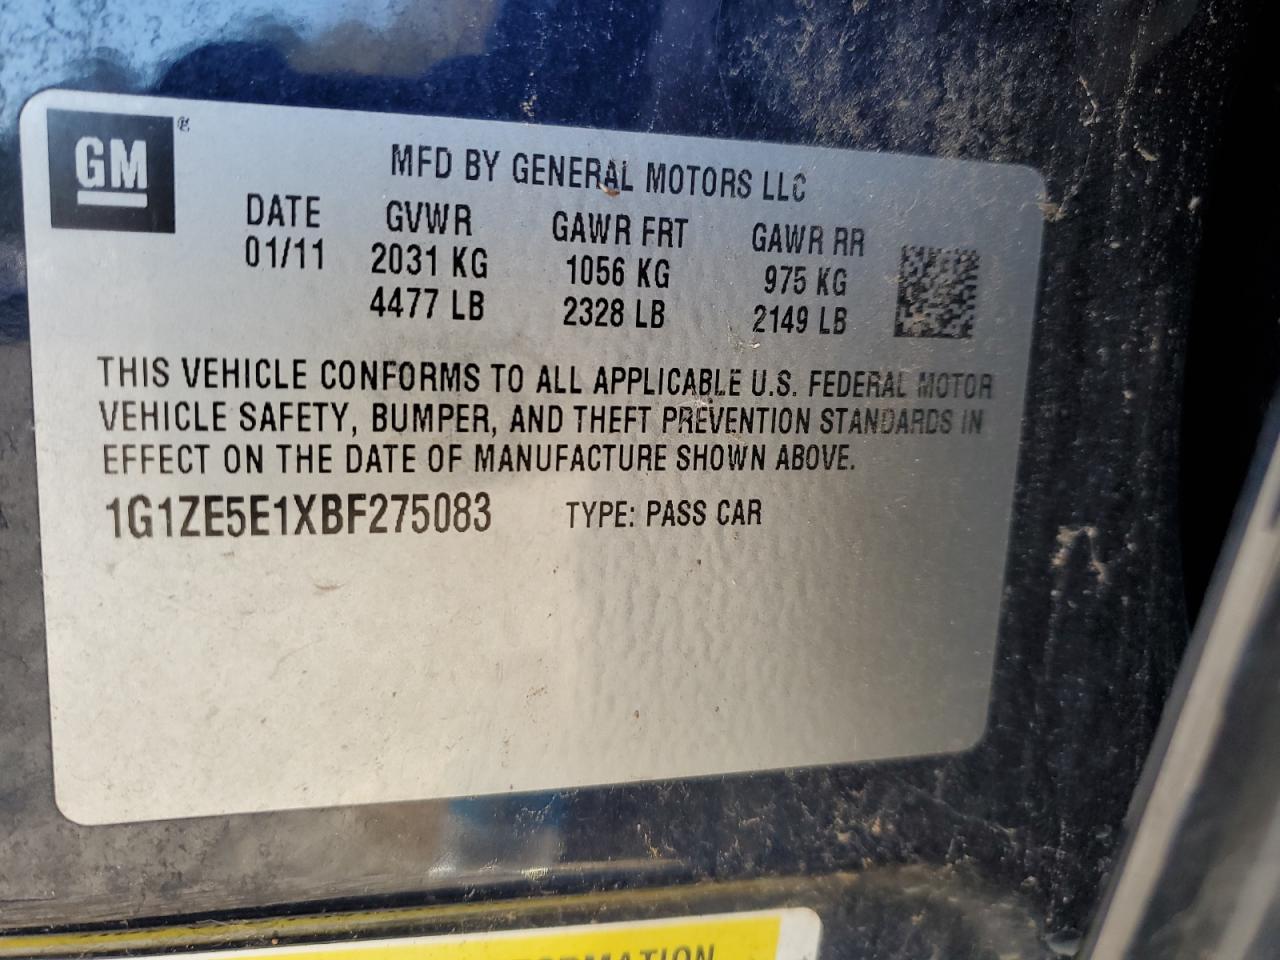 GM
MFD BY GENERAL MOTORS LLC
DATE GVWR GAWR FRT GAWR RR
01/11 2031 KG 1056 KG 975 KG
4477 LB 2328 LB 2149 LB
THIS VEHICLE CONFORMS TO ALL APPLICABLE U.S. FEDERAL MOTOR
VEHICLE SAFETY, BUMPER, AND THEFT PREVENTION STANDARDS IN
EFFECT ON THE DATE OF MANUFACTURE SHOWN ABOVE.
1G1ZE5E1XBF275083 TYPE: PASS CAR